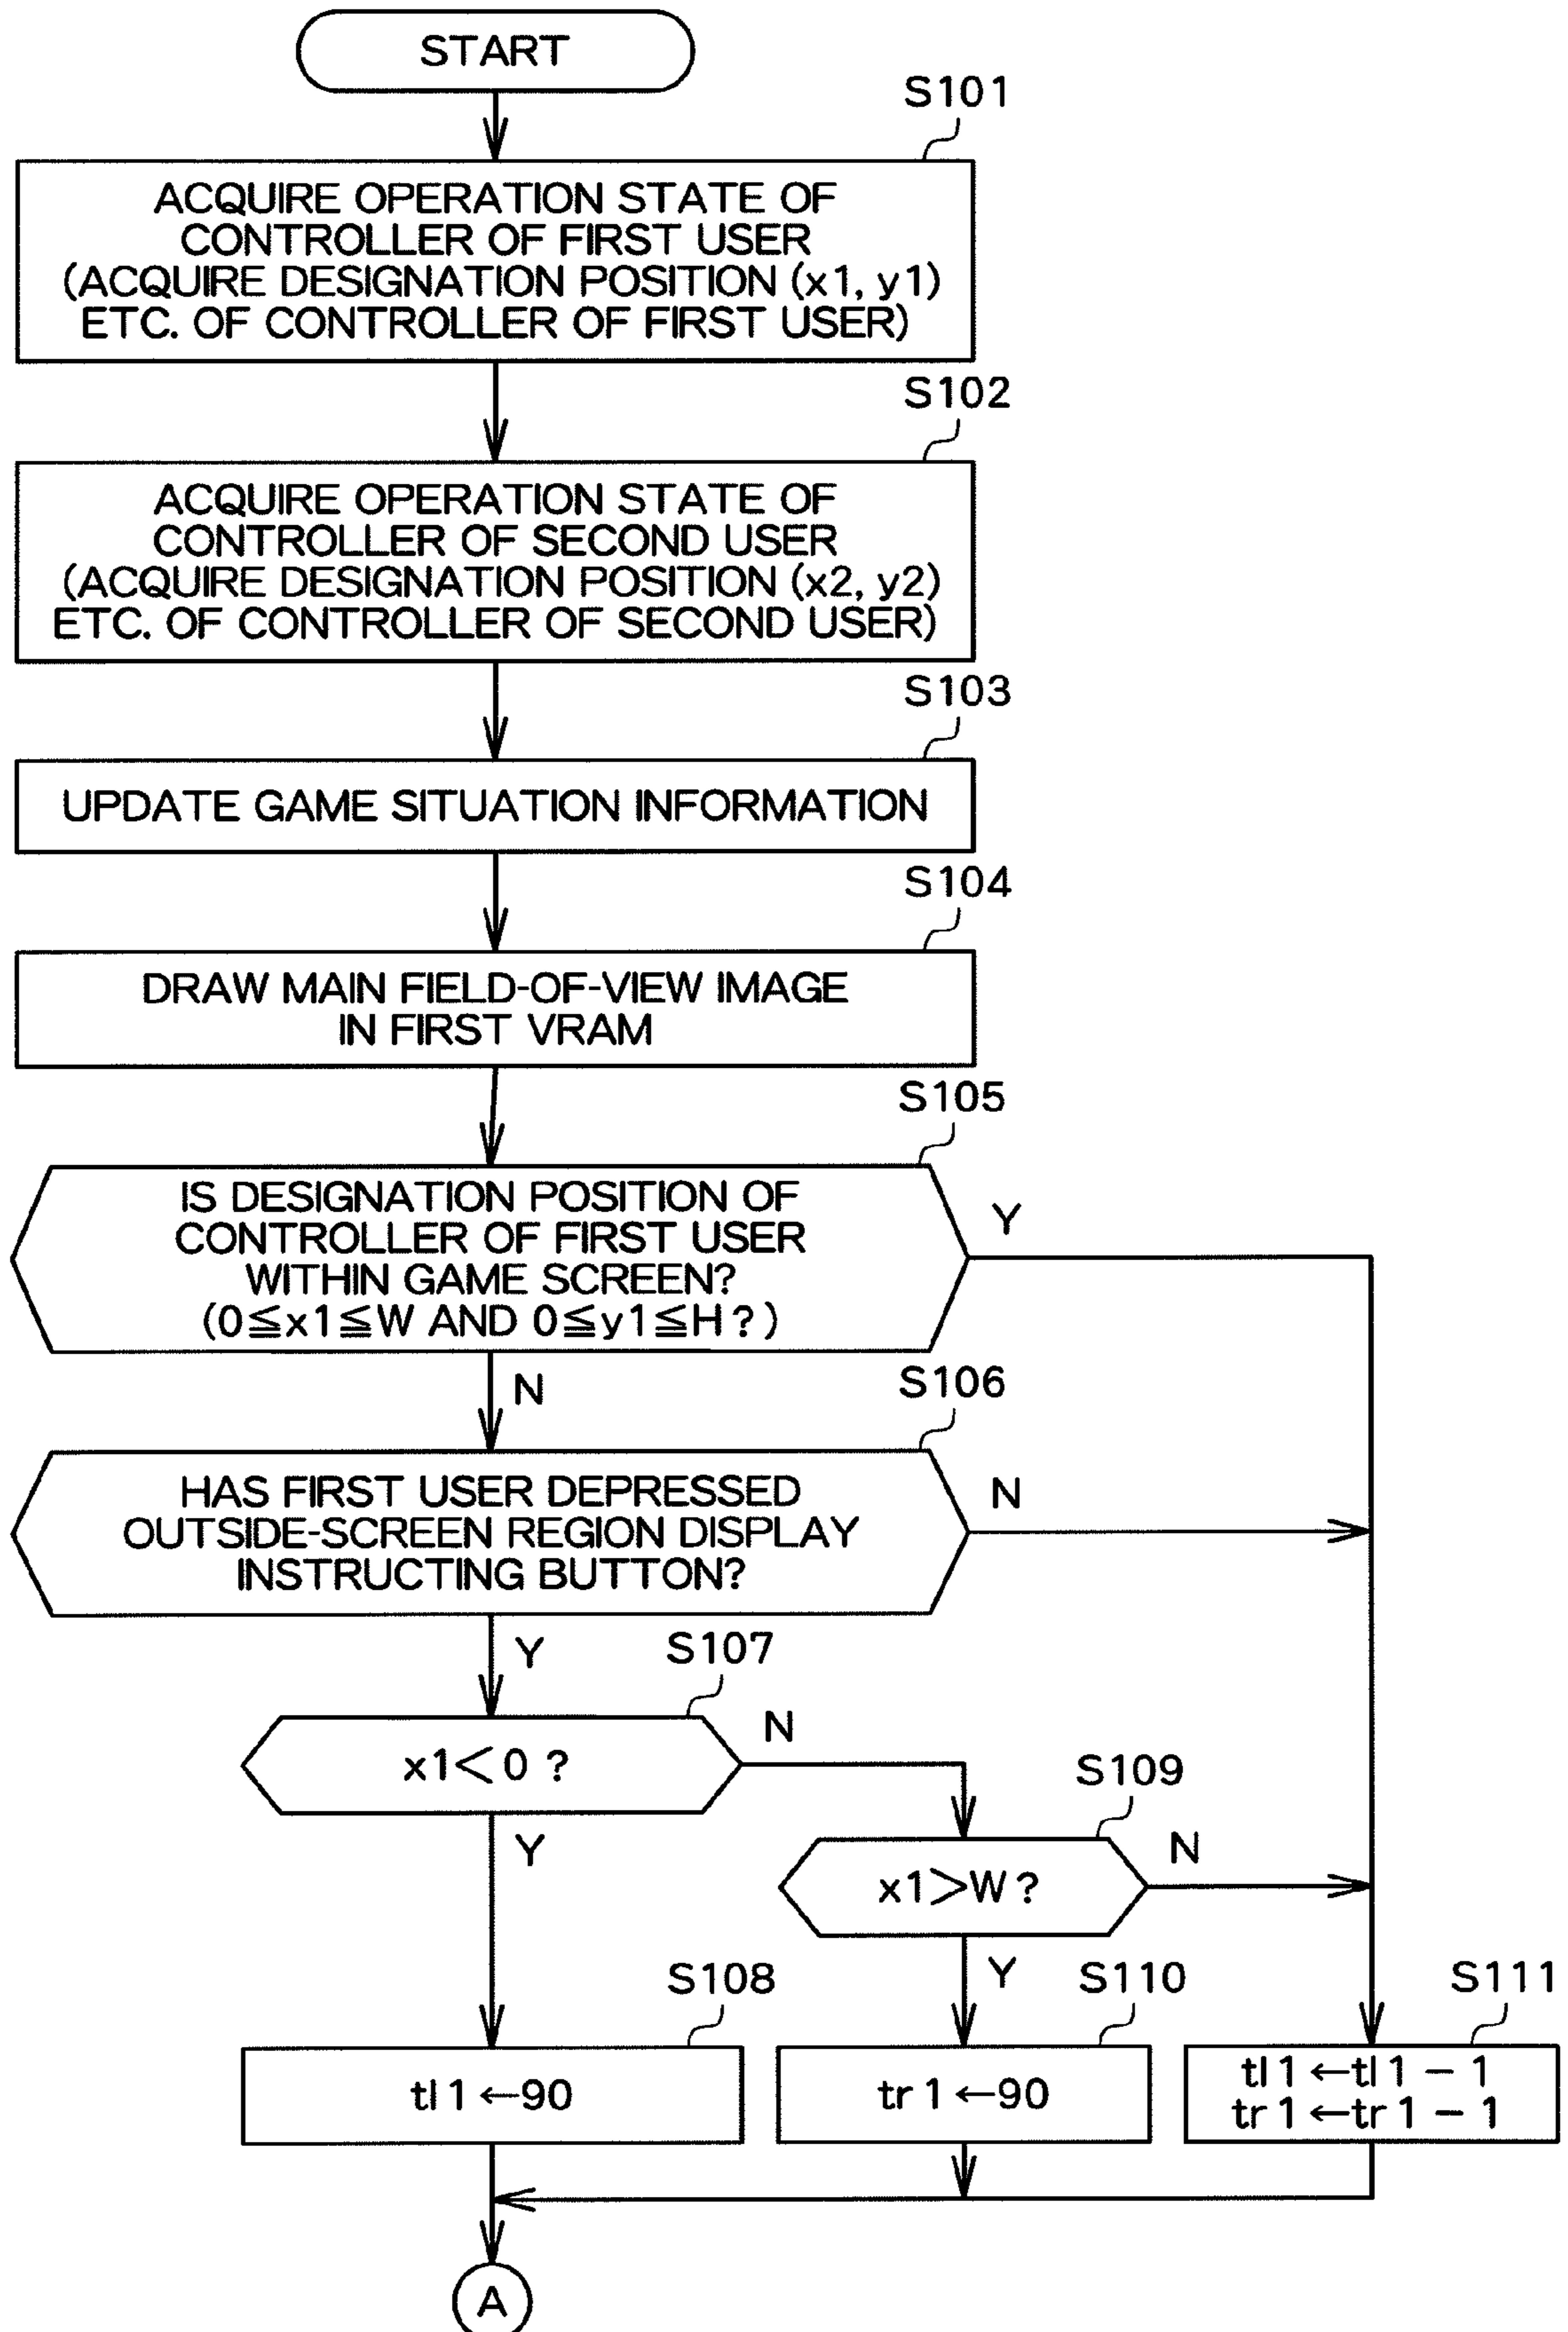 START
S101
ACQUIRE OPERATION STATE OF
CONTROLLER OF FIRST USER
(ACQUIRE DESIGNATION POSITION (x1, y1)
ETC. OF CONTROLLER OF FIRST USER)
S102
ACQUIRE OPERATION STATE OF
CONTROLLER OF SECOND USER
(ACQUIRE DESIGNATION POSITION (x2, y2)
ETC. OF CONTROLLER OF SECOND USER)
S103
UPDATE GAME SITUATION INFORMATION
S104
DRAW MAIN FIELD-OF-VIEW IMAGE
IN FIRST VRAM
S105
IS DESIGNATION POSITION OF
CONTROLLER OF FIRST USER
WITHIN GAME SCREEN?
(0≦x1≦W AND 0≦y1≦H?)
Y
N
S106
HAS FIRST USER DEPRESSED
OUTSIDE-SCREEN REGION DISPLAY
INSTRUCTING BUTTON?
N
Y
S107
x1<0?
N
Y
S109
x1>W?
N
Y
S108
tl1←90
S110
tr1←90
S111
tl1←tl1-1
tr1←tr1-1
A